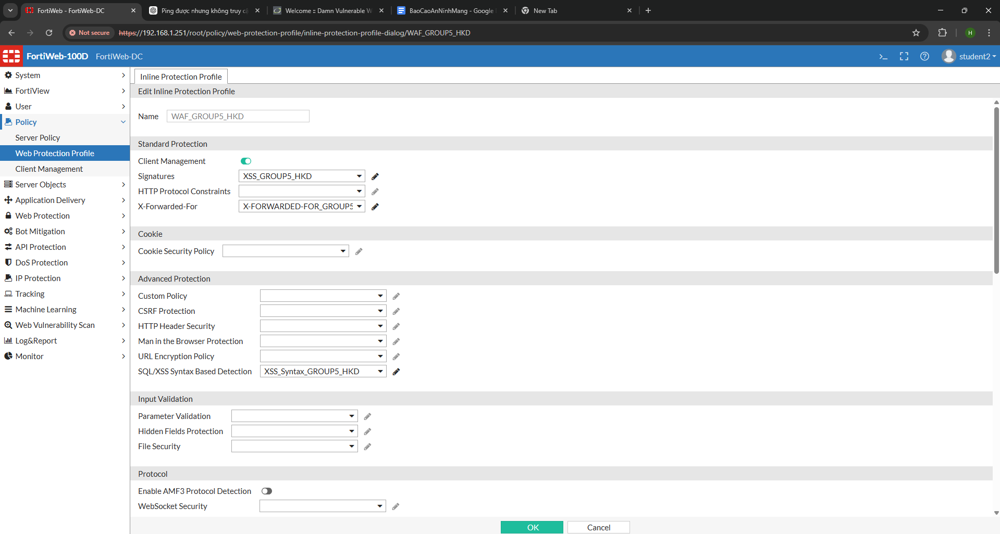 FortiWeb - FortiWeb-DC
Ping được nhưng không truy cậ
Welcome :: Damn Vulnerable W
BaoCaoAnNinhMang - Google
New Tab
Not secure
https://192.168.1.251/root/policy/web-protection-profile/inline-protection-profile-dialog/WAF_GROUP5_HKD
H
FortiWeb-100D
FortiWeb-DC
student2
System
FortiView
User
Policy
Server Policy
Web Protection Profile
Client Management
Server Objects
Application Delivery
Web Protection
Bot Mitigation
API Protection
DoS Protection
IP Protection
Tracking
Machine Learning
Web Vulnerability Scan
Log&Report
Monitor
Inline Protection Profile
Edit Inline Protection Profile
Name WAF_GROUP5_HKD
Standard Protection
Client Management
Signatures XSS_GROUP5_HKD
HTTP Protocol Constraints
X-Forwarded-For X-FORWARDED-FOR_GROUP5
Cookie
Cookie Security Policy
Advanced Protection
Custom Policy
CSRF Protection
HTTP Header Security
Man in the Browser Protection
URL Encryption Policy
SQL/XSS Syntax Based Detection XSS_Syntax_GROUP5_HKD
Input Validation
Parameter Validation
Hidden Fields Protection
File Security
Protocol
Enable AMF3 Protocol Detection
WebSocket Security
OK
Cancel